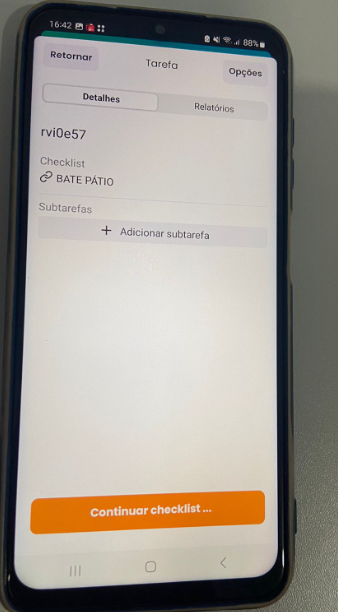 16:42 88%
Retornar Tarefa Opções
Detalhes Relatórios
rvi0e57
Checklist
BATE PÁTIO
Subtarefas
+ Adicionar subtarefa
Continuar checklist ...